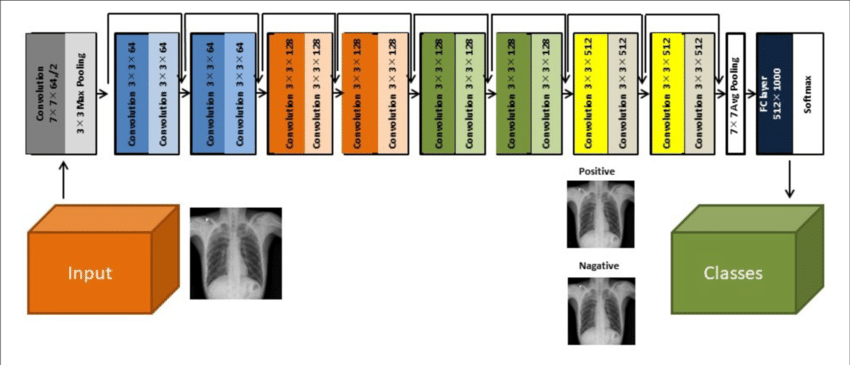 Convolution
7×7×64,/2
3×3 Max Pooling
Convolution 3×3×64
Convolution 3×3×64
Convolution 3×3×64
Convolution 3×3×64
Convolution 3×3×128
Convolution 3×3×128
Convolution 3×3×128
Convolution 3×3×128
Convolution 3×3×128
Convolution 3×3×128
Convolution 3×3×128
Convolution 3×3×128
Convolution 3×3×512
Convolution 3×3×512
Convolution 3×3×512
Convolution 3×3×512
7×7Avg Pooling
FC layer
512×1000
Softmax
Positive
Nagative
Input
Classes